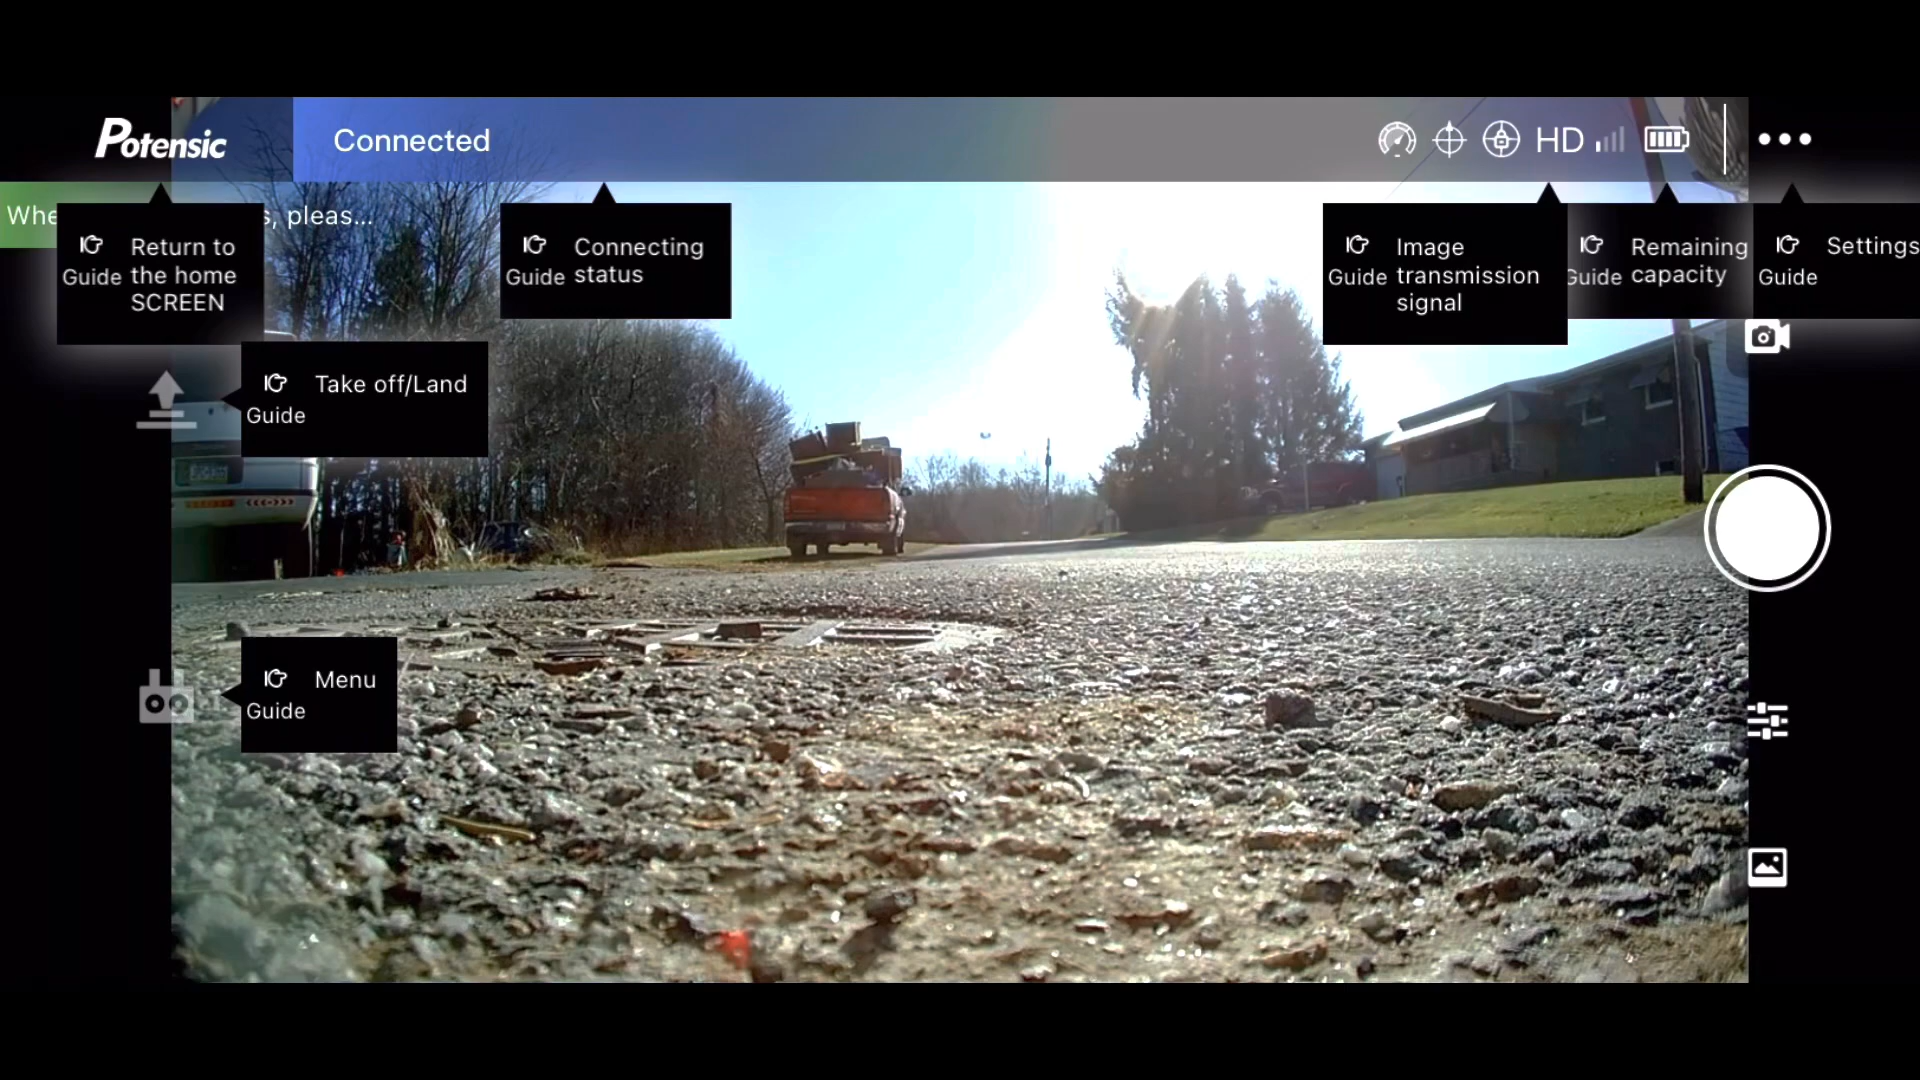 Potensic
Connected
HD
Whe
s, pleas...
Guide
Return to
the home
SCREEN
Guide
Connecting
status
Guide
Image
transmission
signal
Guide
Remaining
capacity
Guide
Settings
Guide
Take off/Land
Guide
Menu